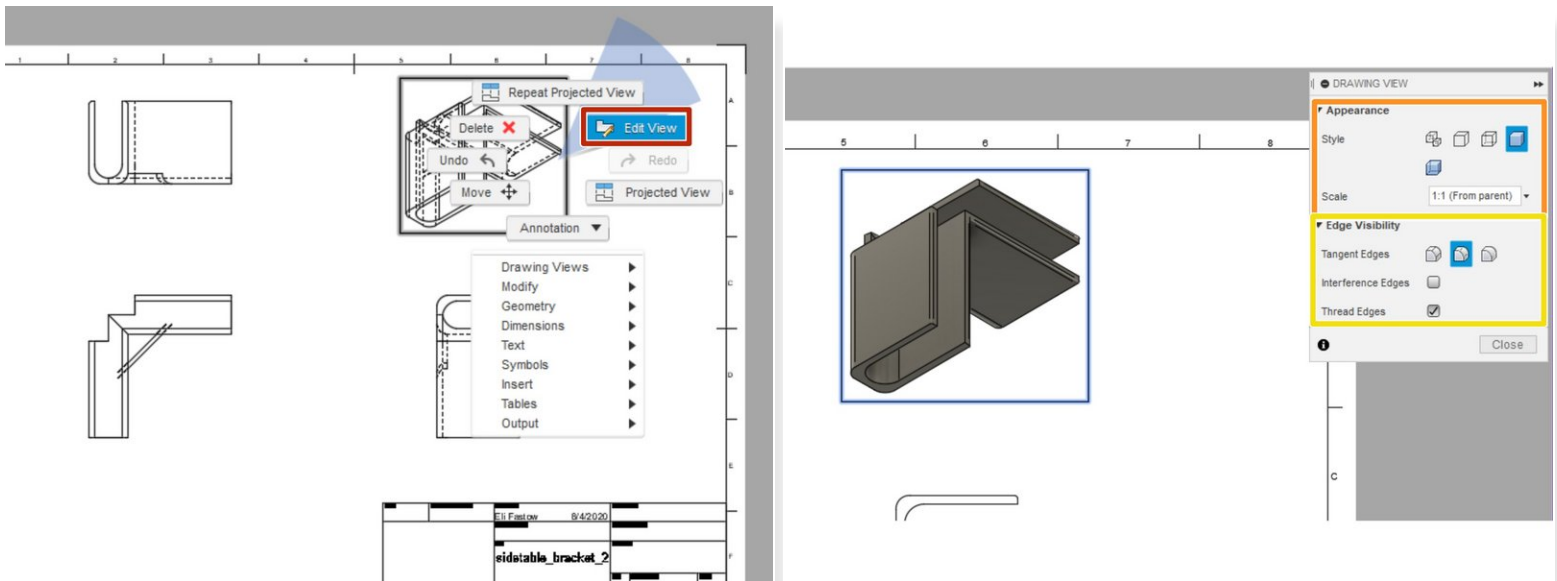 1 2 3 4 5 6 7 8
Repeat Projected View
Delete
Edit View
Undo
Redo
Move
Projected View
Annotation
Drawing Views
Modify
Geometry
Dimensions
Text
Symbols
Insert
Tables
Output
A
B
C
D
E
F
Eli Fastow 8/4/2020
sidetable_bracket_2
5 6 7 8
C
DRAWING VIEW
Appearance
Style
Scale 1:1 (From parent)
Edge Visibility
Tangent Edges
Interference Edges
Thread Edges
Close